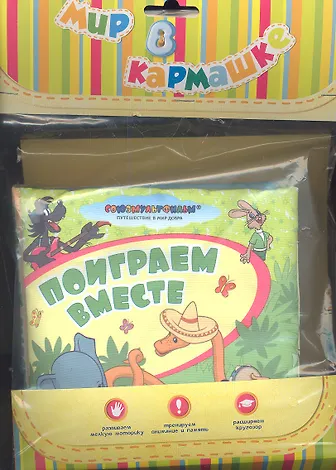 мир
в
кармашке
СОЮЗМУЛЬТФИЛЬМ®
ПУТЕШЕСТВИЕ В МИР ДОБРА
ПОИГРАЕМ
ВМЕСТЕ
развиваем
мелкую моторику
тренируем
внимание и память
расширяем
кругозор